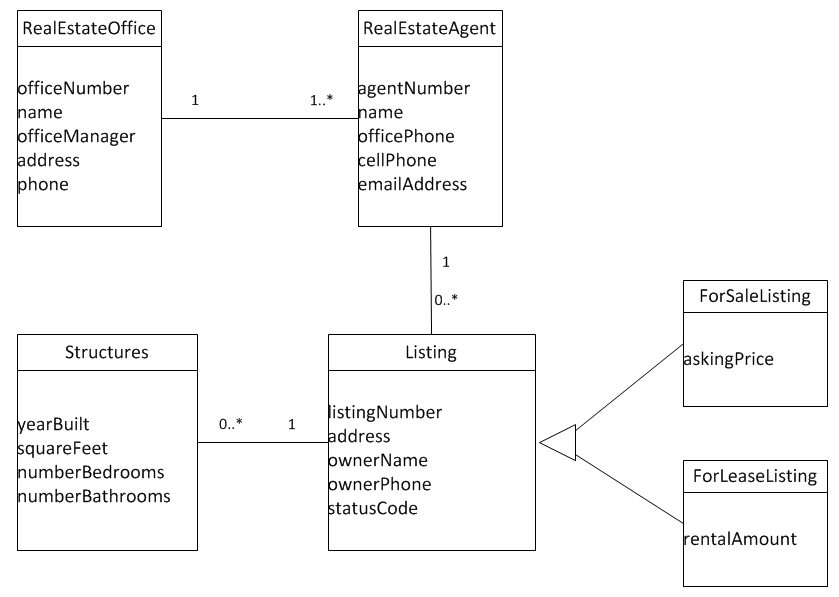 RealEstateOffice
officeNumber
name
officeManager
address
phone
1
1..*
RealEstateAgent
agentNumber
name
officePhone
cellPhone
emailAddress
1
0..*
Structures
yearBuilt
squareFeet
numberBedrooms
numberBathrooms
0..*
1
Listing
listingNumber
address
ownerName
ownerPhone
statusCode
ForSaleListing
askingPrice
ForLeaseListing
rentalAmount